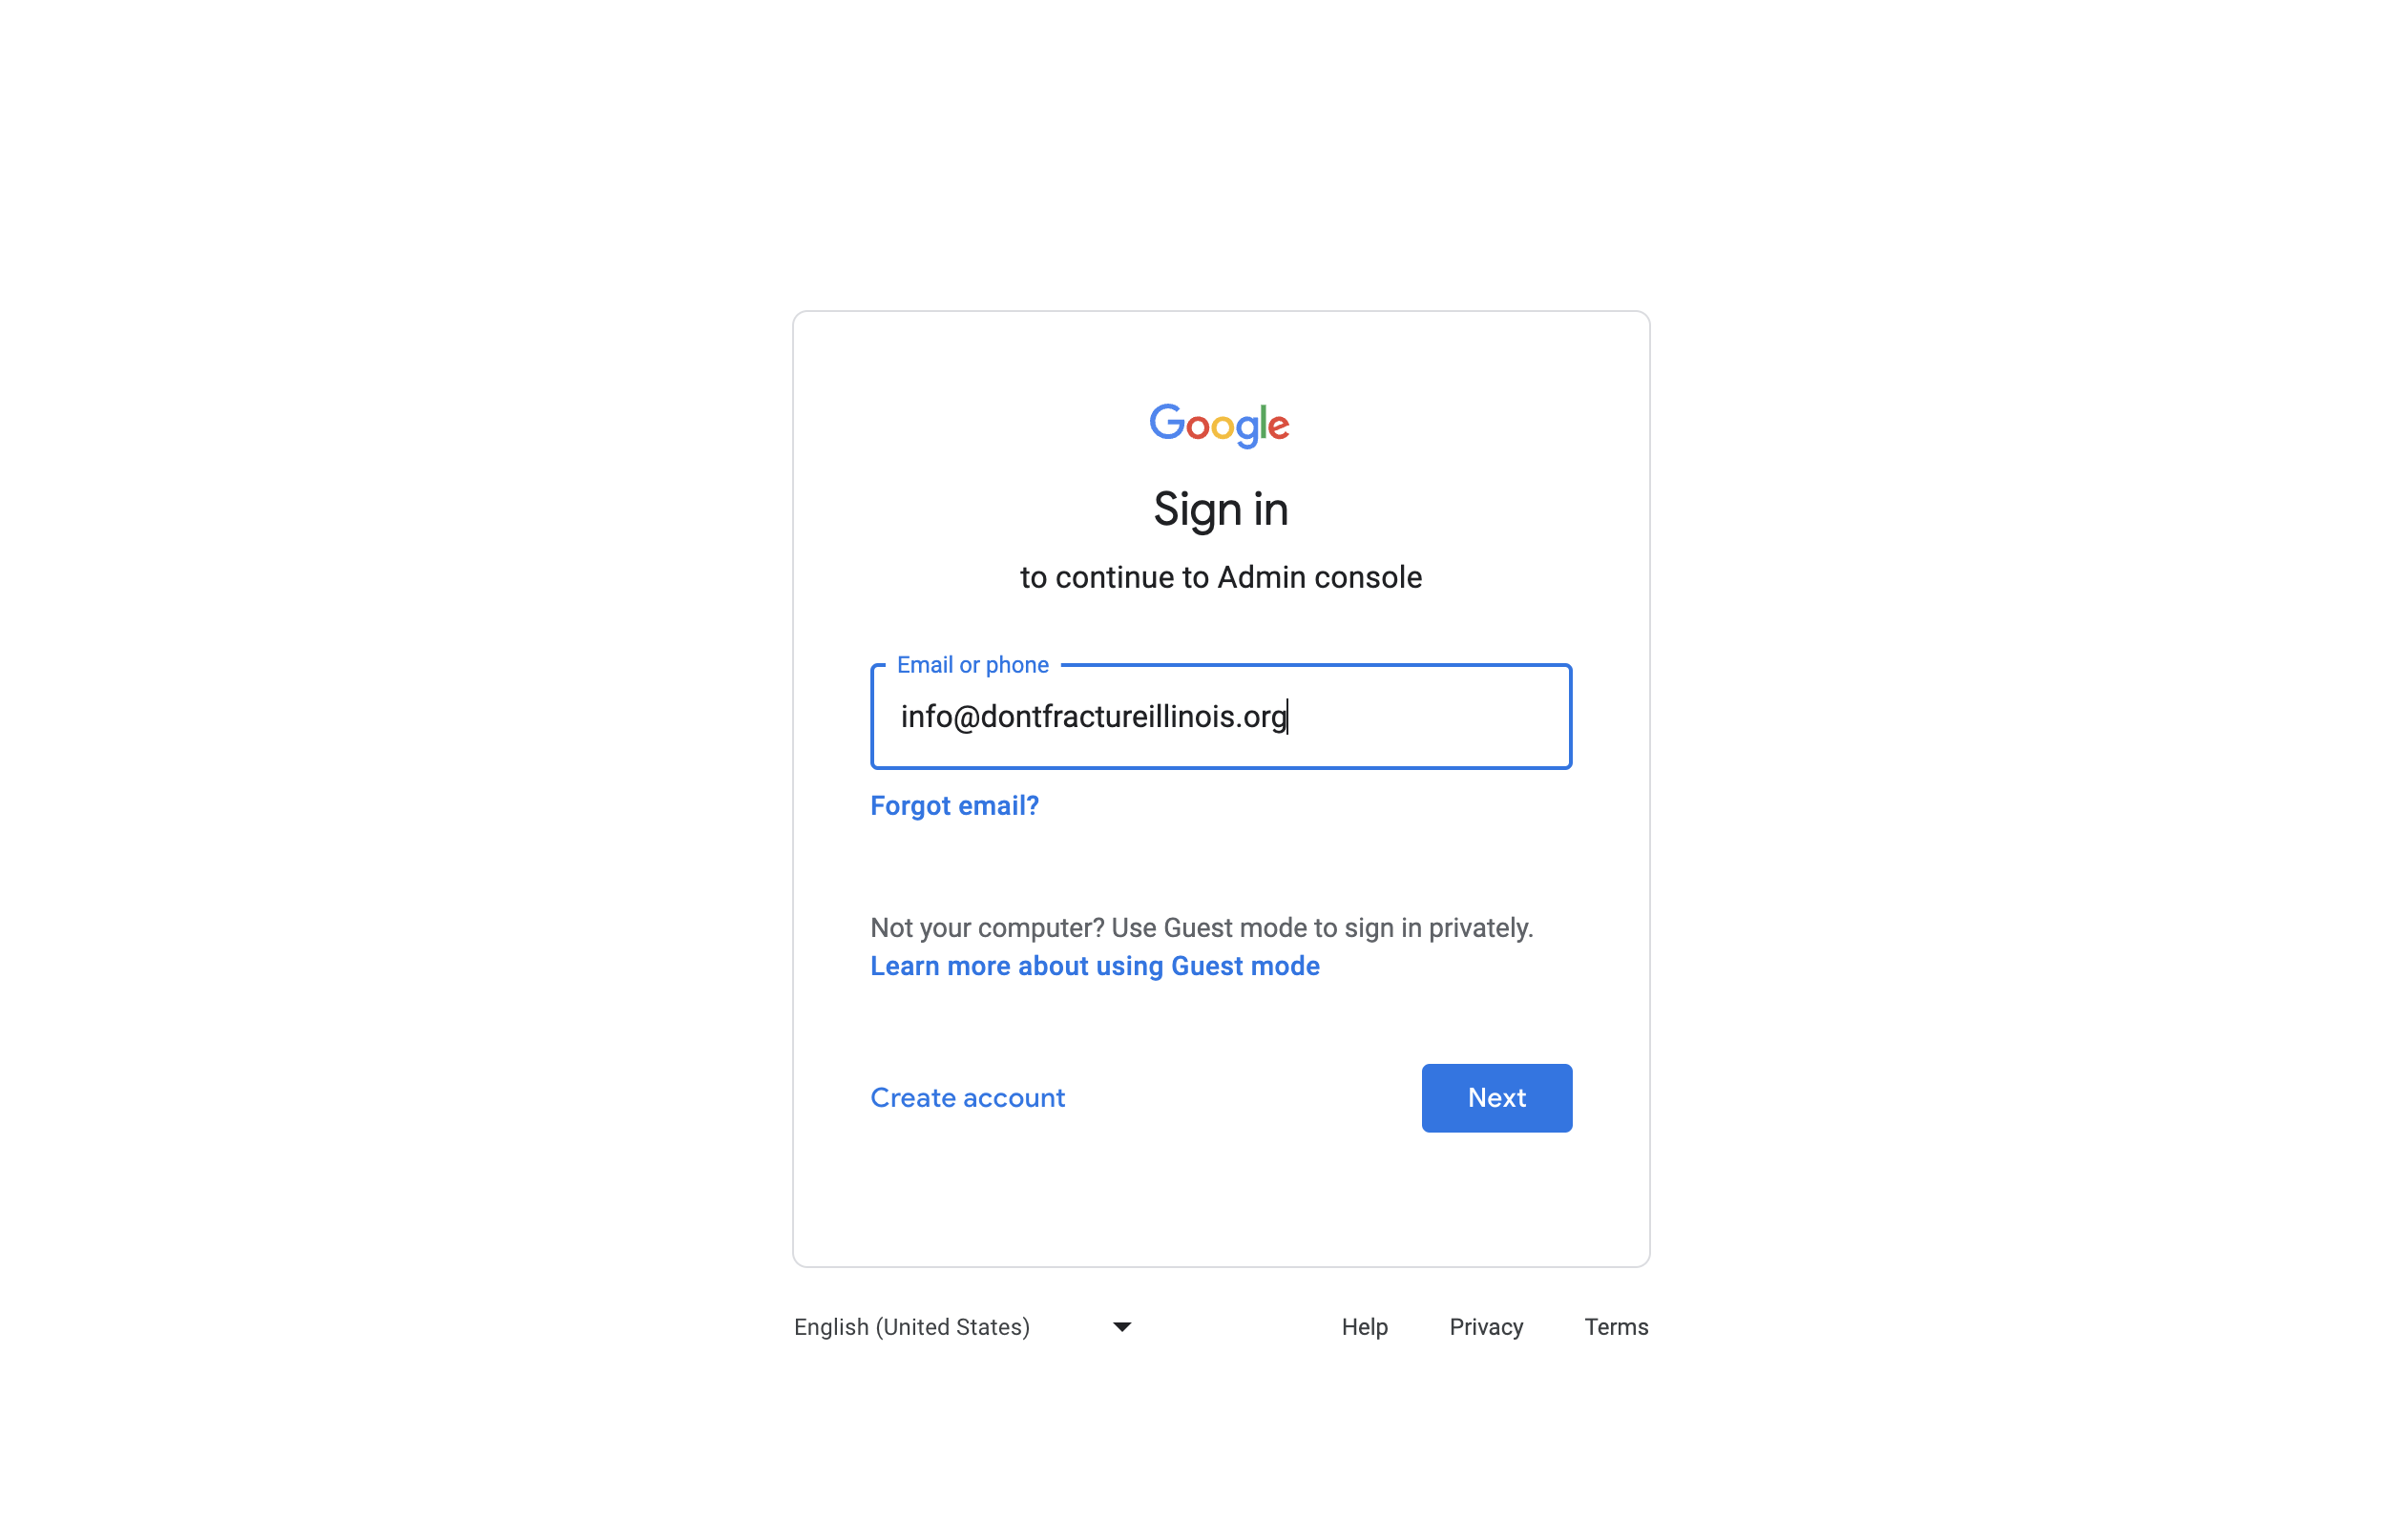 Google
Sign in
to continue to Admin console
Email or phone
info@dontfractureillinois.org
Forgot email?
Not your computer? Use Guest mode to sign in privately.
Learn more about using Guest mode
Create account
Next
English (United States)
Help
Privacy
Terms